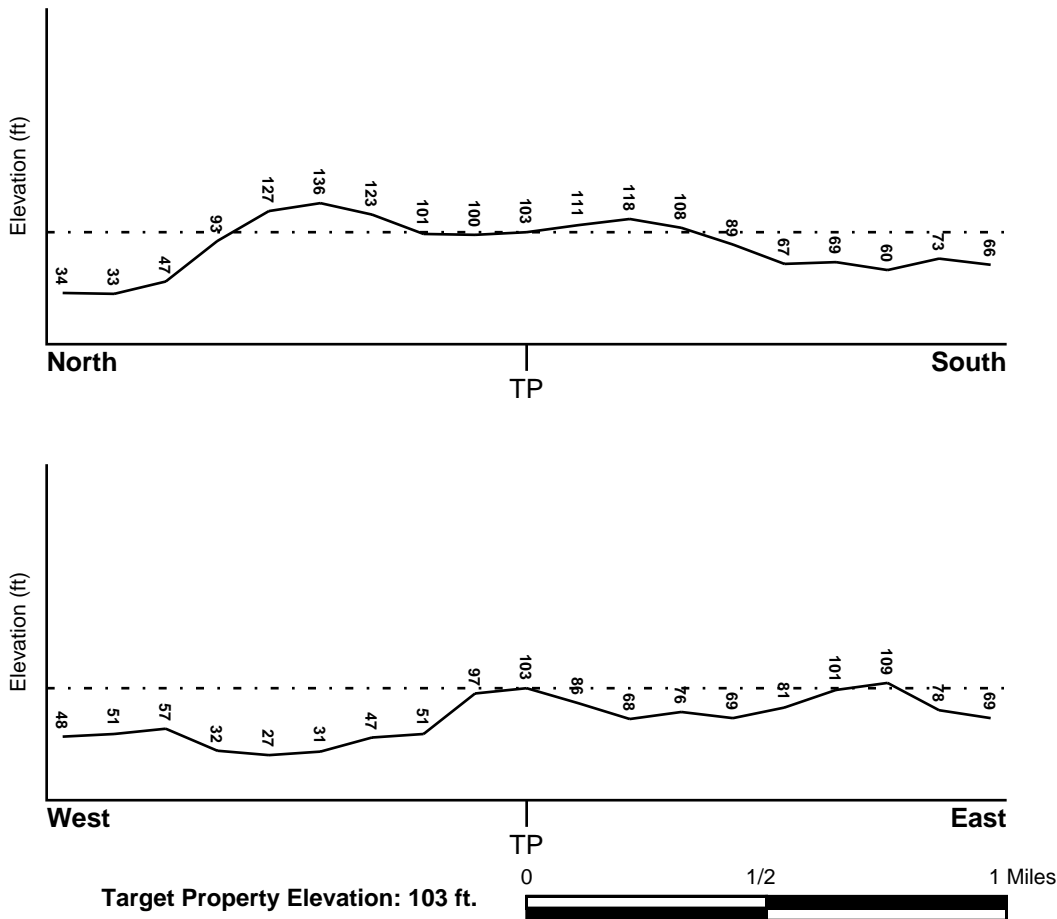 Elevation (ft)
34 33 47 93 127 136 123 101 100 103 111 118 108 89 67 69 60 73 66
North South
TP
Elevation (ft)
48 51 57 32 27 31 47 51 97 103 86 68 76 69 81 101 109 78 69
West East
TP
Target Property Elevation: 103 ft.
0 1/2 1 Miles